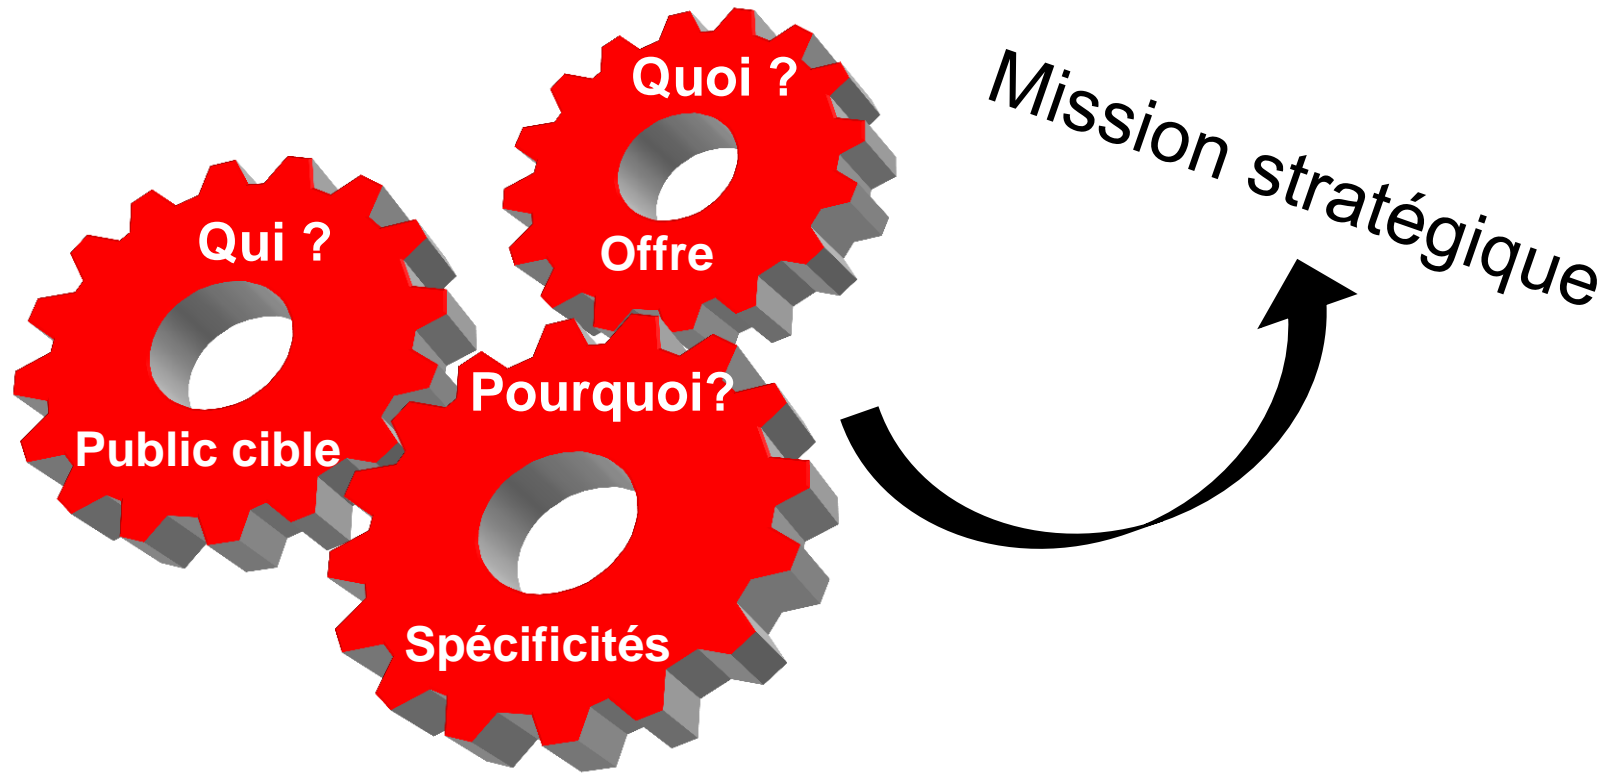 Quoi ?
Offre
Qui ?
Public cible
Pourquoi?
Spécificités
Mission stratégique